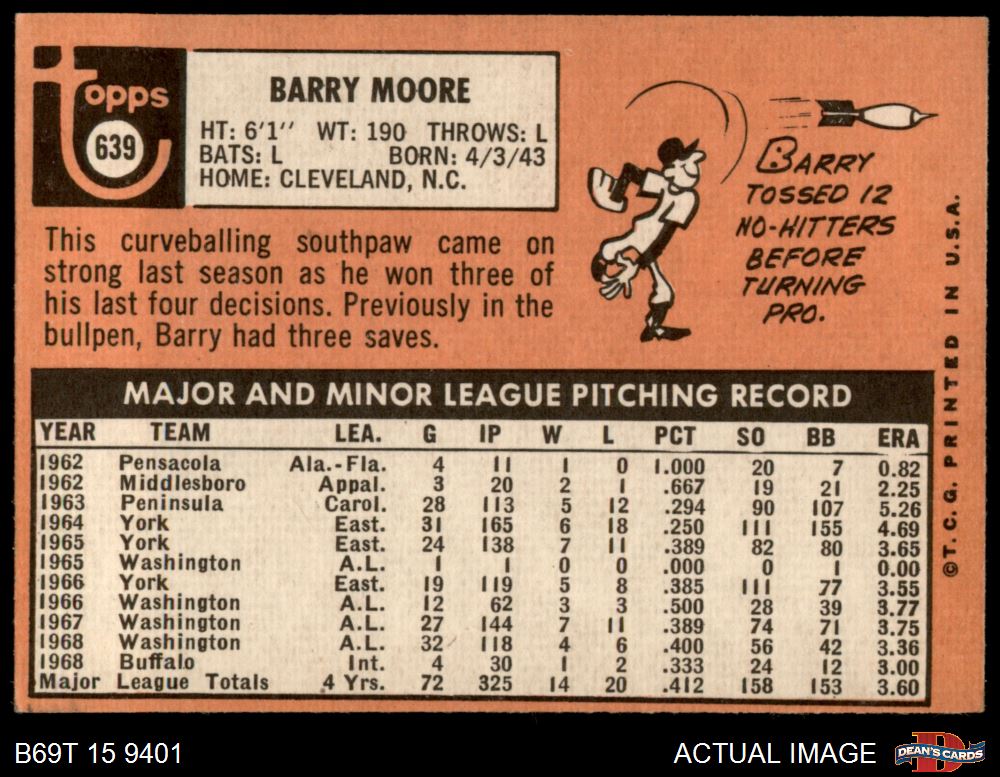 topps
639
BARRY MOORE
HT: 6'1" WT: 190 THROWS: L
BATS: L BORN: 4/3/43
HOME: CLEVELAND, N.C.
This curveballing southpaw came on
strong last season as he won three of
his last four decisions. Previously in the
bullpen, Barry had three saves.
BARRY
TOSSED 12
NO-HITTERS
BEFORE
TURNING
PRO.
MAJOR AND MINOR LEAGUE PITCHING RECORD
YEAR TEAM LEA. G IP W L PCT SO BB ERA
1962 Pensacola Ala.-Fla. 4 11 1 0 1.000 20 7 0.82
1962 Middlesboro Appal. 3 20 2 1 .667 19 21 2.25
1963 Peninsula Carol. 28 113 5 12 .294 90 107 5.26
1964 York East. 31 165 6 18 .250 111 155 4.69
1965 York East. 24 138 7 11 .389 82 80 3.65
1965 Washington A.L. 1 1 0 0 .000 0 1 0.00
1966 York East. 19 119 5 8 .385 111 77 3.55
1966 Washington A.L. 12 62 3 3 .500 28 39 3.77
1967 Washington A.L. 27 144 7 11 .389 74 71 3.75
1968 Washington A.L. 32 118 4 6 .400 56 42 3.36
1968 Buffalo Int. 4 30 1 2 .333 24 12 3.00
Major League Totals 4 Yrs. 72 325 14 20 .412 158 153 3.60
©T. C. G. PRINTED IN U.S.A.
B69T 15 9401
ACTUAL IMAGE
D
DEAN'S CARDS